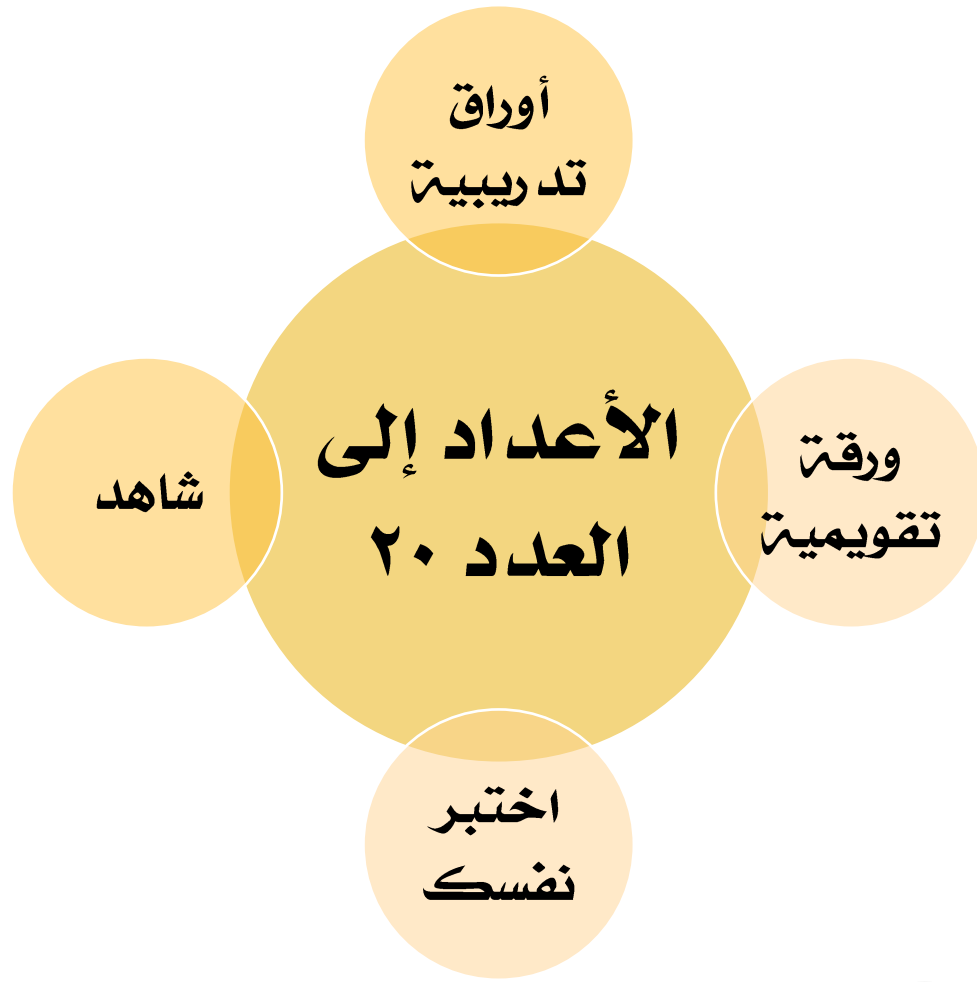 أوراق
تدريبية
الأعداد إلى
العدد ٢٠
ورقة
تقويمية
شاهد
اختبر
نفسك